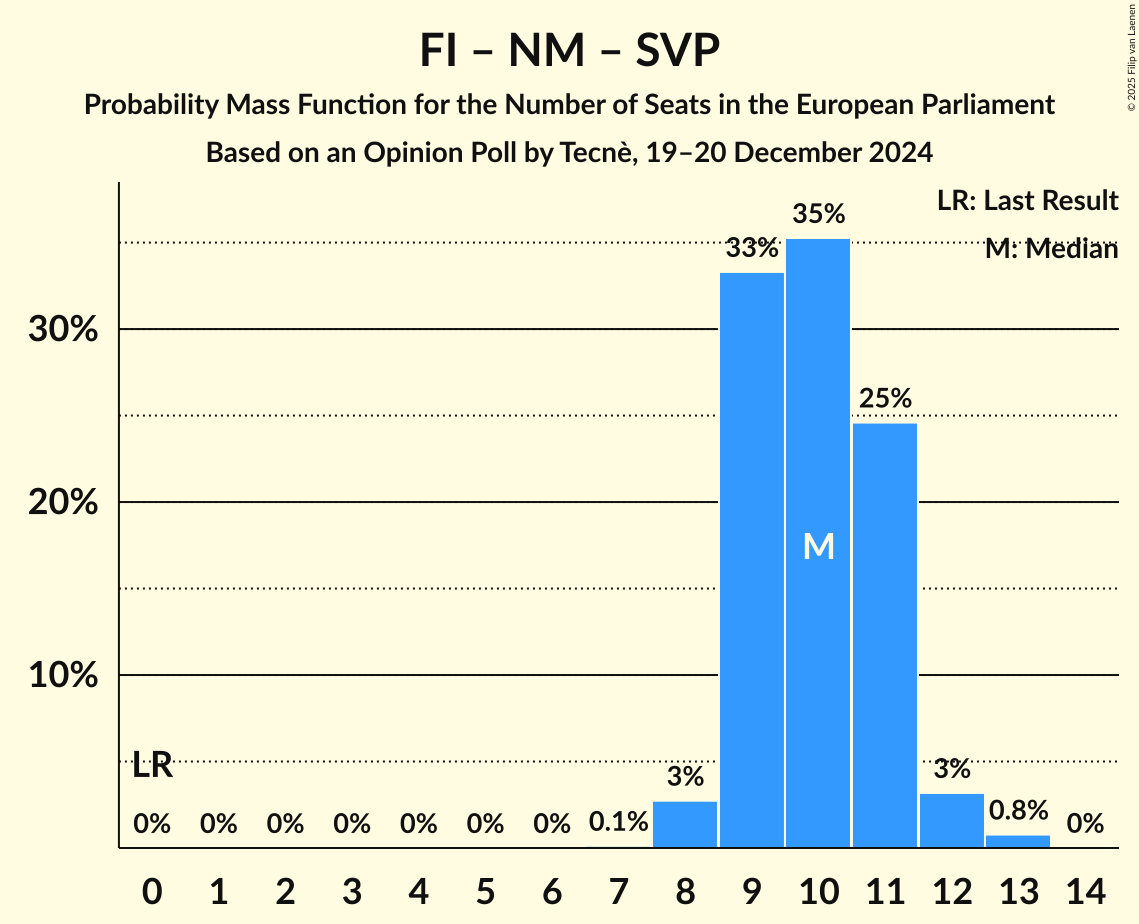 FI – NM – SVP
Probability Mass Function for the Number of Seats in the European Parliament
Based on an Opinion Poll by Tecnè, 19–20 December 2024
© 2025 Filip van Laenen
LR: Last Result
M: Median
30%
20%
10%
LR
M
0% 0% 0% 0% 0% 0% 0% 0.1% 3% 33% 35% 25% 3% 0.8% 0%
0 1 2 3 4 5 6 7 8 9 10 11 12 13 14